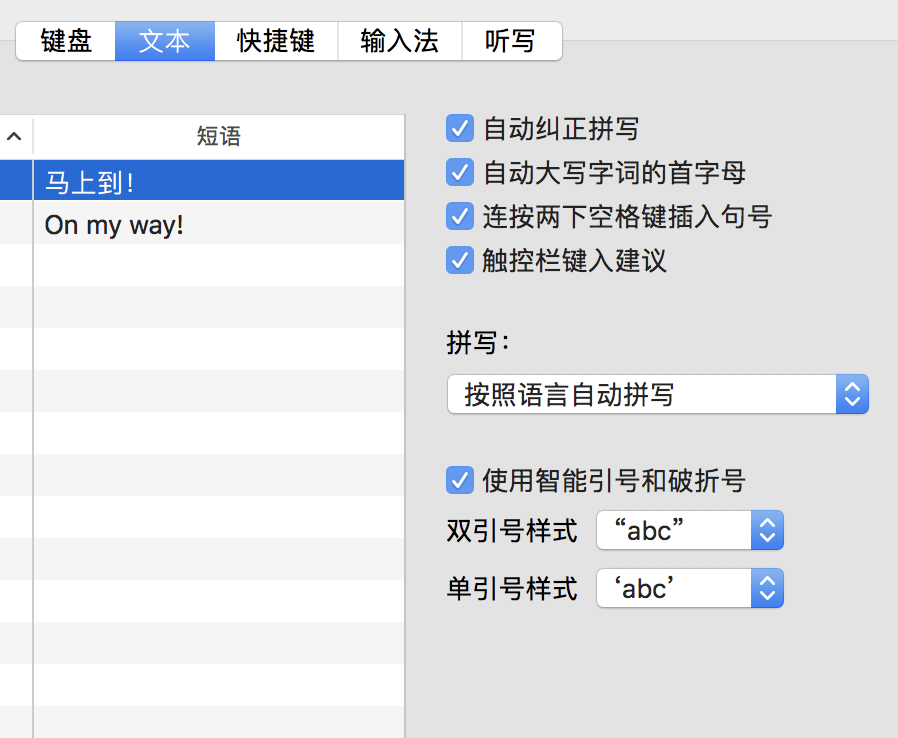 键盘 文本 快捷键 输入法 听写
短语
马上到！
On my way!
自动纠正拼写
自动大写字词的首字母
连按两下空格键插入句号
触控栏键入建议
拼写：
按照语言自动拼写
使用智能引号和破折号
双引号样式 “abc”
单引号样式 ‘abc’